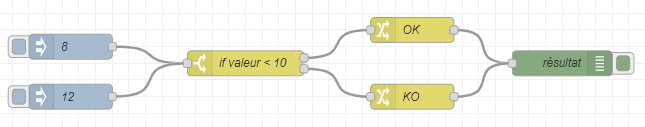 8
12
if valeur < 10
OK
KO
résultat